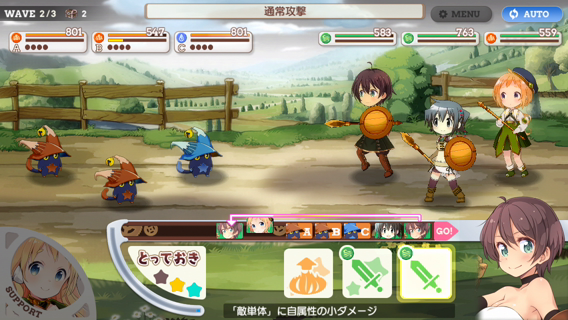 WAVE 2/3
2
通常攻撃
MENU
AUTO
801
A
547
B
801
C
583
763
559
A
B
C
GO!
とっておき
SUPPORT
「敵単体」に自属性の小ダメージ